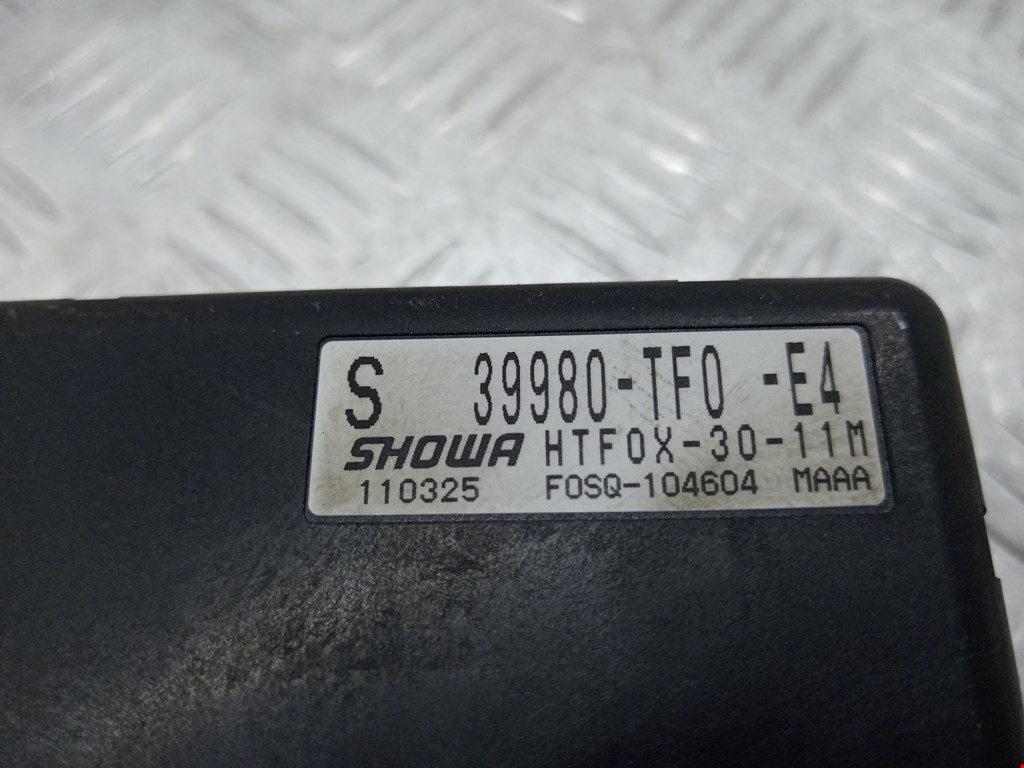 S 39980-TF0 -E4
SHOWA HTF0X-30-11M
110325 F0SQ-104604 MAAA